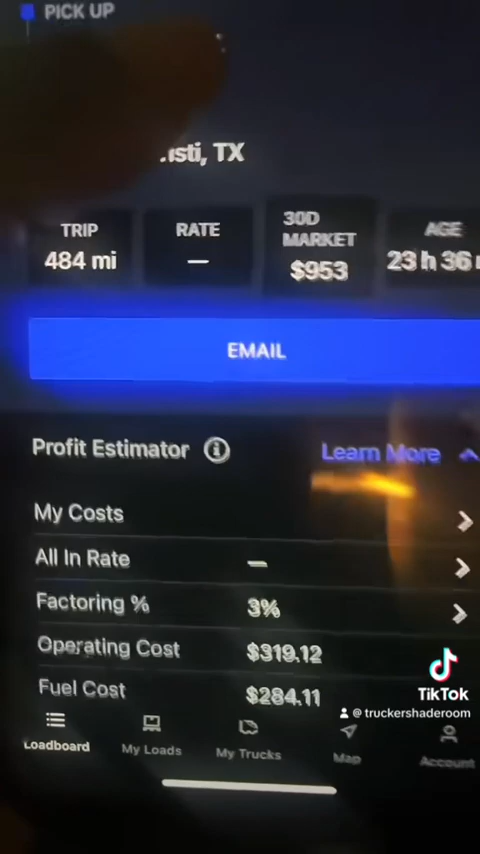 PICK UP
isti, TX
TRIP
484 mi
RATE
—
30D
MARKET
$953
AGE
23 h 36
EMAIL
Profit Estimator
Learn More
My Costs
All In Rate —
Factoring % 3%
Operating Cost $319.12
Fuel Cost $284.11
TikTok
@truckershaderoom
Loadboard
My Loads
My Trucks
Map
Account